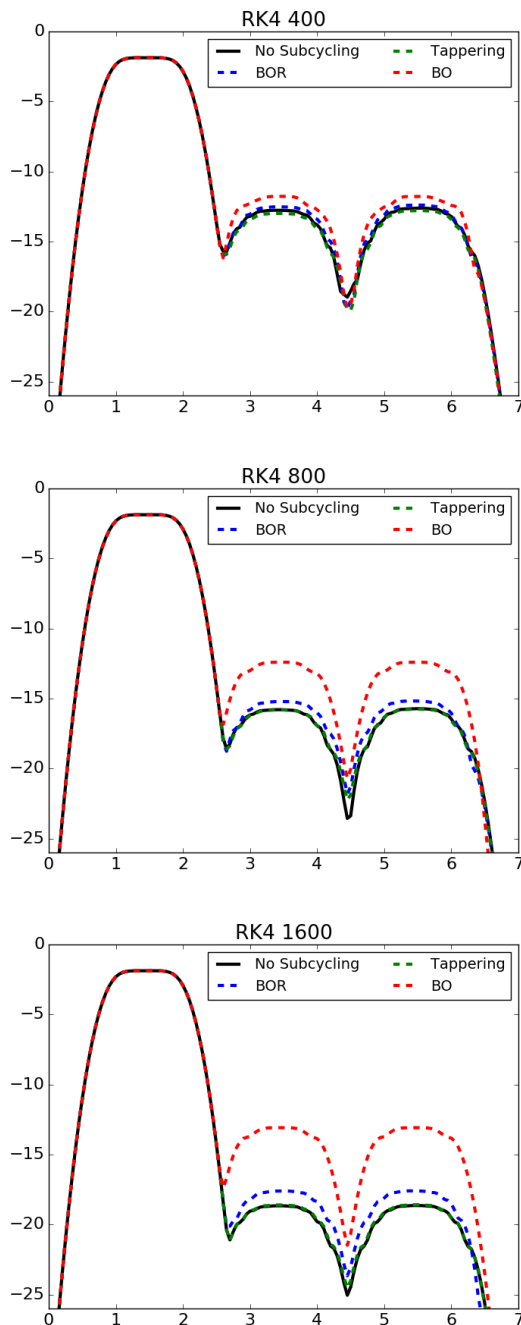 RK4 400
0
−5
−10
−15
−20
−25
No Subcycling
BOR
Tappering
BO
0 1 2 3 4 5 6 7
RK4 800
0
−5
−10
−15
−20
−25
No Subcycling
BOR
Tappering
BO
0 1 2 3 4 5 6 7
RK4 1600
0
−5
−10
−15
−20
−25
No Subcycling
BOR
Tappering
BO
0 1 2 3 4 5 6 7